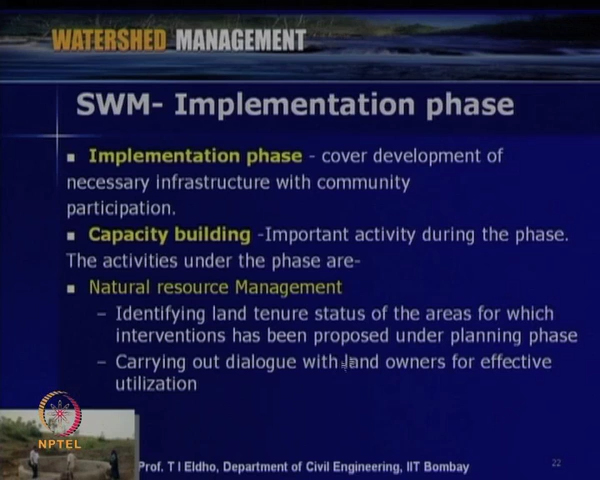 WATERSHED MANAGEMENT
SWM- Implementation phase
▪ Implementation phase - cover development of
necessary infrastructure with community
participation.
▪ Capacity building -Important activity during the phase.
The activities under the phase are-
▪ Natural resource Management
– Identifying land tenure status of the areas for which
interventions has been proposed under planning phase
– Carrying out dialogue with land owners for effective
utilization
NPTEL
Prof. T I Eldho, Department of Civil Engineering, IIT Bombay
22